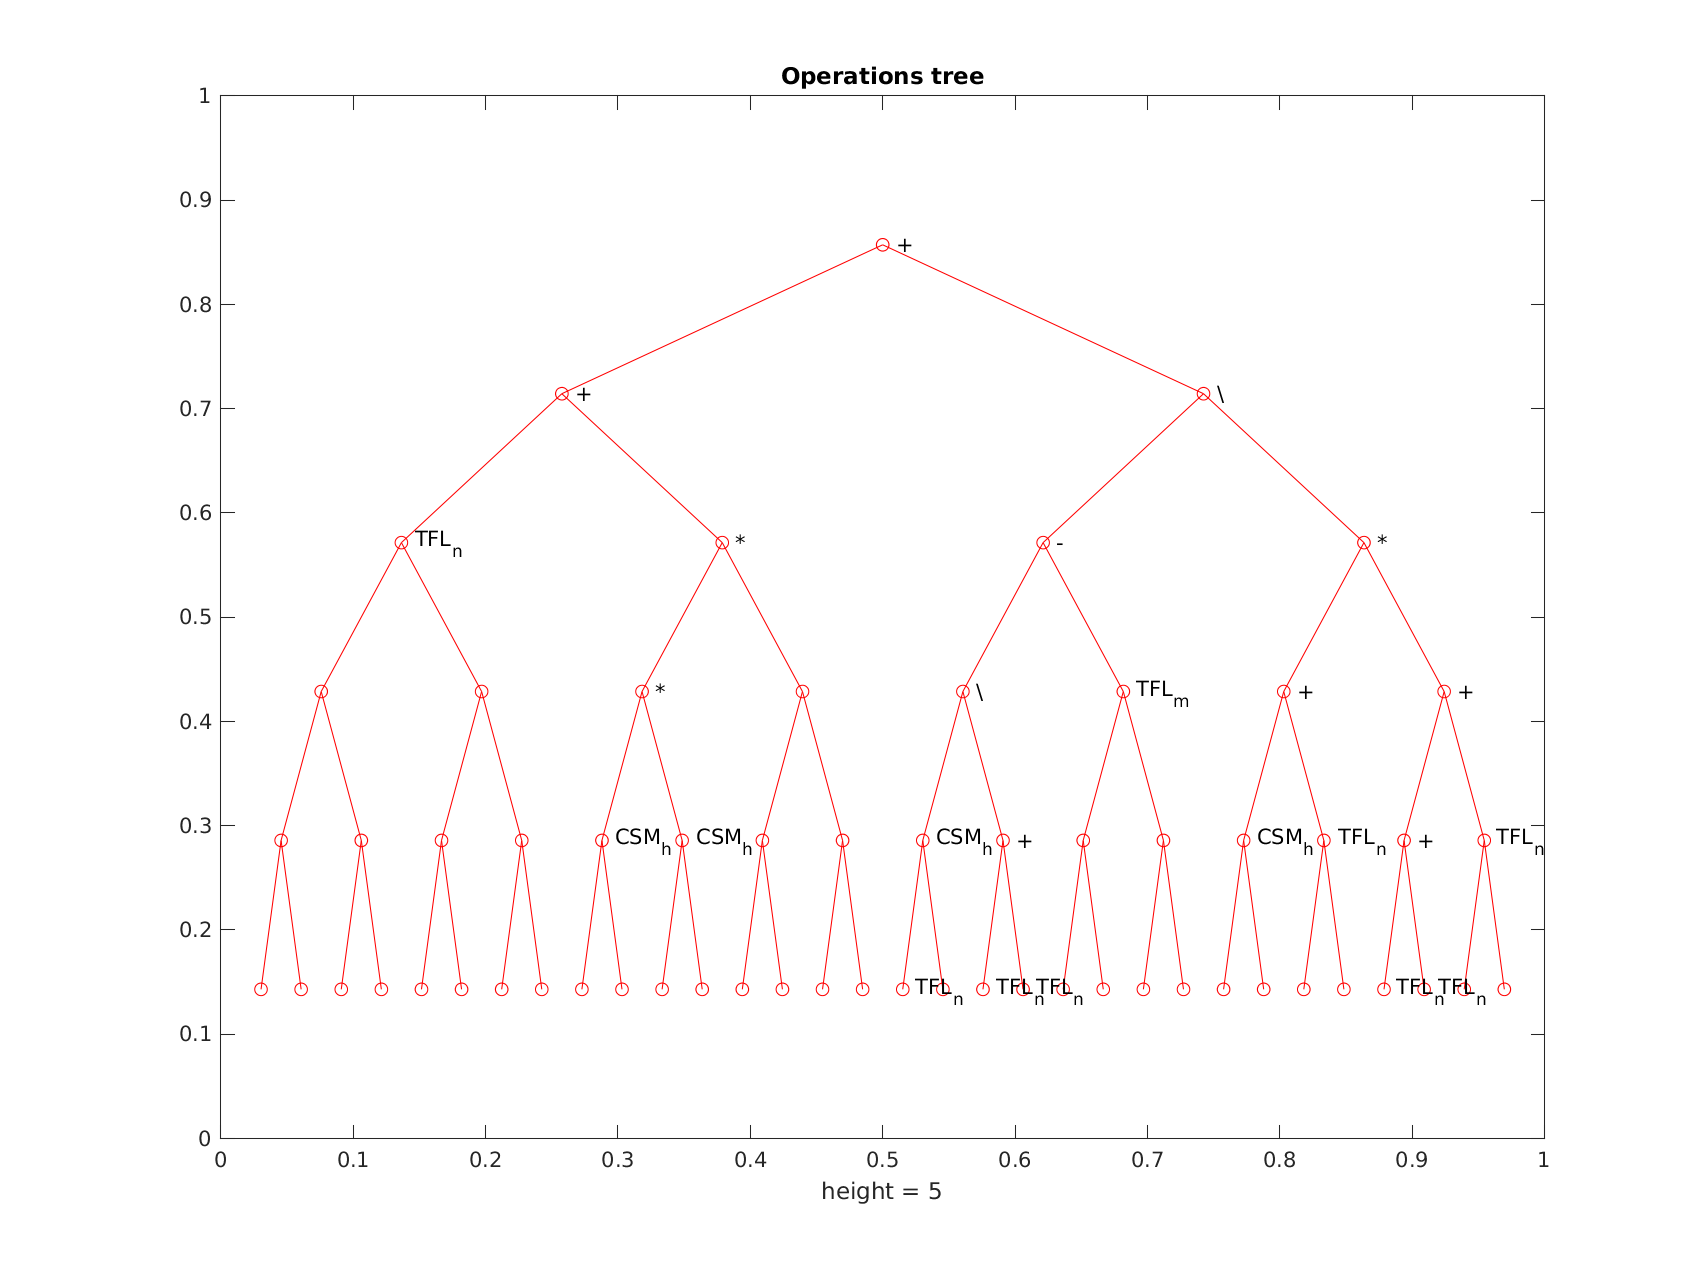 Operations tree
1
0.9
+
0.8
+ \
0.7
0.6
TFLn * - *
0.5
* \ TFLm + +
0.4
0.3
CSMh CSMh CSMh + CSMh TFLn + TFLn
0.2
TFLn TFLn TFLn TFLn TFLn
0.1
0
0 0.1 0.2 0.3 0.4 0.5 0.6 0.7 0.8 0.9 1
height = 5